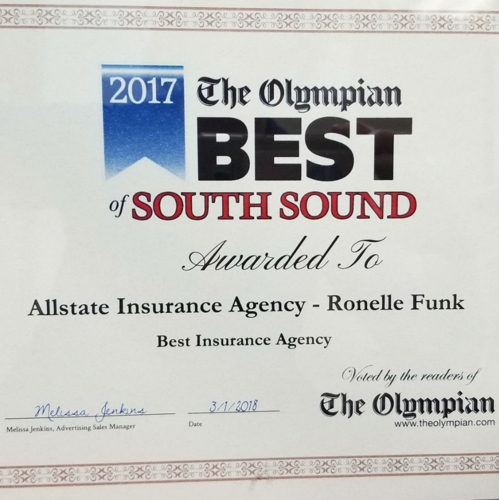 2017
The Olympian
BEST
of SOUTH SOUND
Awarded To
Allstate Insurance Agency - Ronelle Funk
Best Insurance Agency
Voted by the readers of
The Olympian
www.theolympian.com
Melissa Jenkins 3/1/2018
Melissa Jenkins, Advertising Sales Manager Date